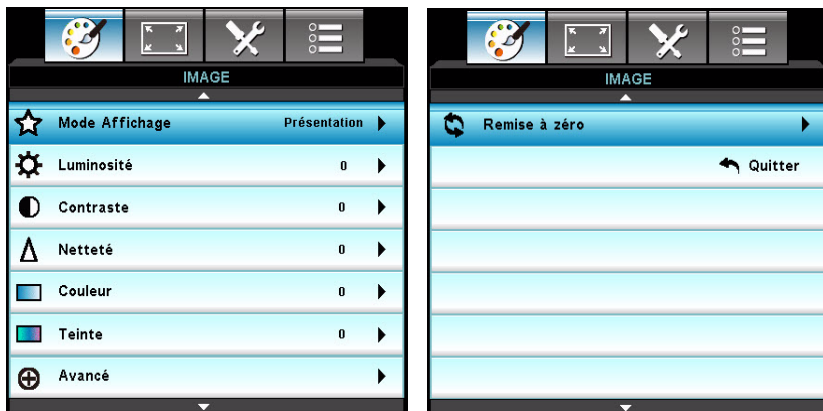 IMAGE
Mode Affichage Présentation
Luminosité 0
Contraste 0
Netteté 0
Couleur 0
Teinte 0
Avancé
IMAGE
Remise à zéro
Quitter